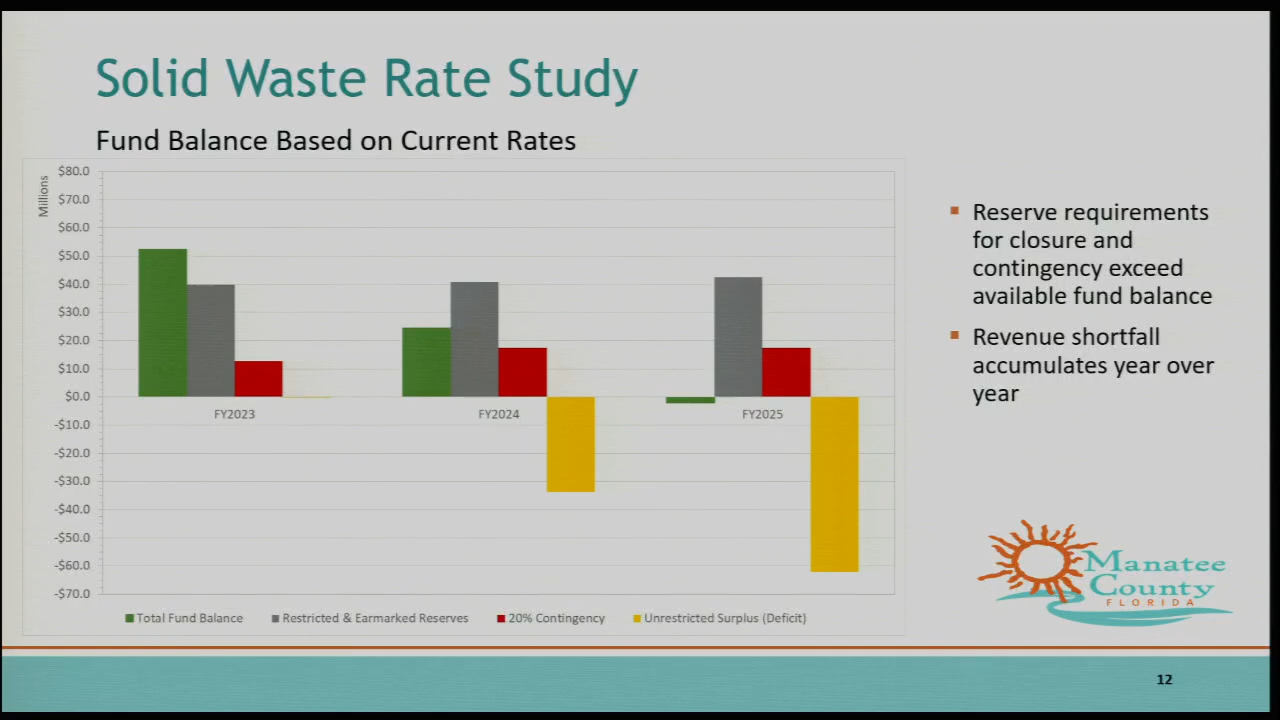 Solid Waste Rate Study
Fund Balance Based on Current Rates
Millions
$80.0
$70.0
$60.0
$50.0
$40.0
$30.0
$20.0
$10.0
$0.0
-$10.0
-$20.0
-$30.0
-$40.0
-$50.0
-$60.0
-$70.0
FY2023 FY2024 FY2025
Total Fund Balance Restricted & Earmarked Reserves 20% Contingency Unrestricted Surplus (Deficit)
Reserve requirements
for closure and
contingency exceed
available fund balance
Revenue shortfall
accumulates year over
year
Manatee
County
FLORIDA
12